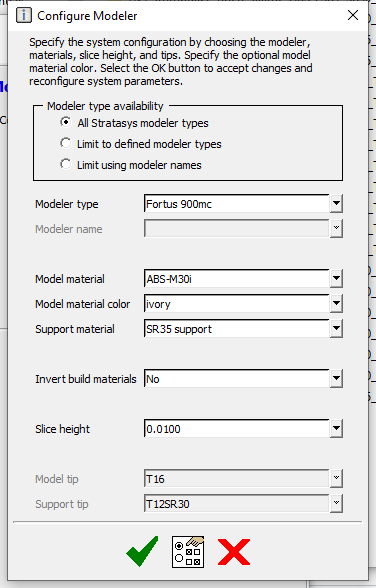 Configure Modeler
Specify the system configuration by choosing the modeler,
materials, slice height, and tips. Specify the optional model
material color. Select the OK button to accept changes and
reconfigure system parameters.
Modeler type availability
All Stratasys modeler types
Limit to defined modeler types
Limit using modeler names
Modeler type Fortus 900mc
Modeler name
Model material ABS-M30i
Model material color ivory
Support material SR35 support
Invert build materials No
Slice height 0.0100
Model tip T16
Support tip T12SR30